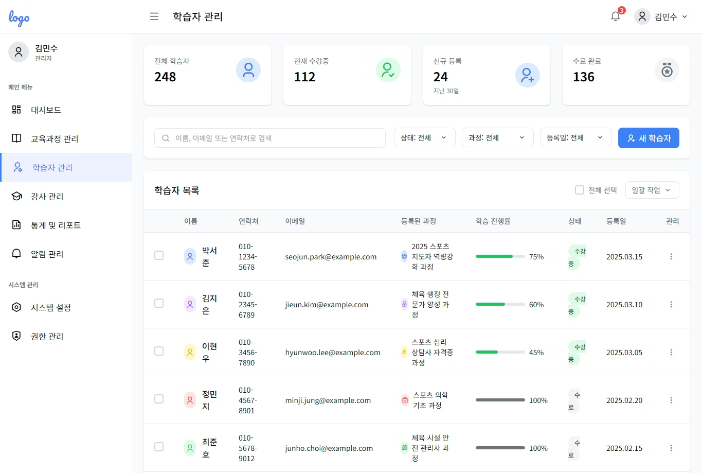 logo
학습자 관리
3
김민수
김민수
관리자
메인 메뉴
대시보드
교육과정 관리
학습자 관리
강사 관리
통계 및 리포트
알림 관리
시스템 관리
시스템 설정
권한 관리
전체 학습자
248
현재 수강중
112
신규 등록
24
지난 30일
수료 완료
136
이름, 이메일 또는 연락처로 검색
상태: 전체
과정: 전체
등록일: 전체
새 학습자
학습자 목록
전체 선택
일괄 작업
이름 연락처 이메일 등록된 과정 학습 진행률 상태 등록일 관리
박서
준
010-
1234-
5678
seojun.park@example.com
2025 스포츠
지도자 역량강
화 과정
75%
수강
중
2025.03.15
김지
은
010-
2345-
6789
jieun.kim@example.com
체육 행정 전
문가 양성 과
정
60%
수강
중
2025.03.10
이현
우
010-
3456-
7890
hyunwoo.lee@example.com
스포츠 심리
상담사 자격증
과정
45%
수강
중
2025.03.05
정민
지
010-
4567-
8901
minji.jung@example.com
스포츠 의학
기초 과정
100%
수
료
2025.02.20
최준
호
010-
5678-
9012
junho.choi@example.com
체육 시설 안
전 관리자 과
정
100%
수
료
2025.02.15